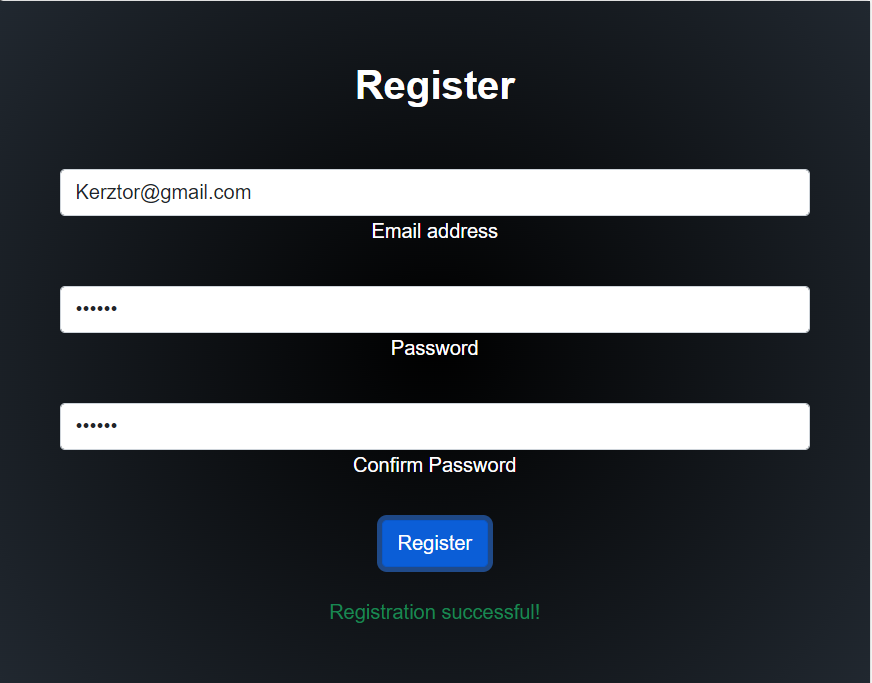 Register
Kerztor@gmail.com
Email address
••••••
Password
••••••
Confirm Password
Register
Registration successful!